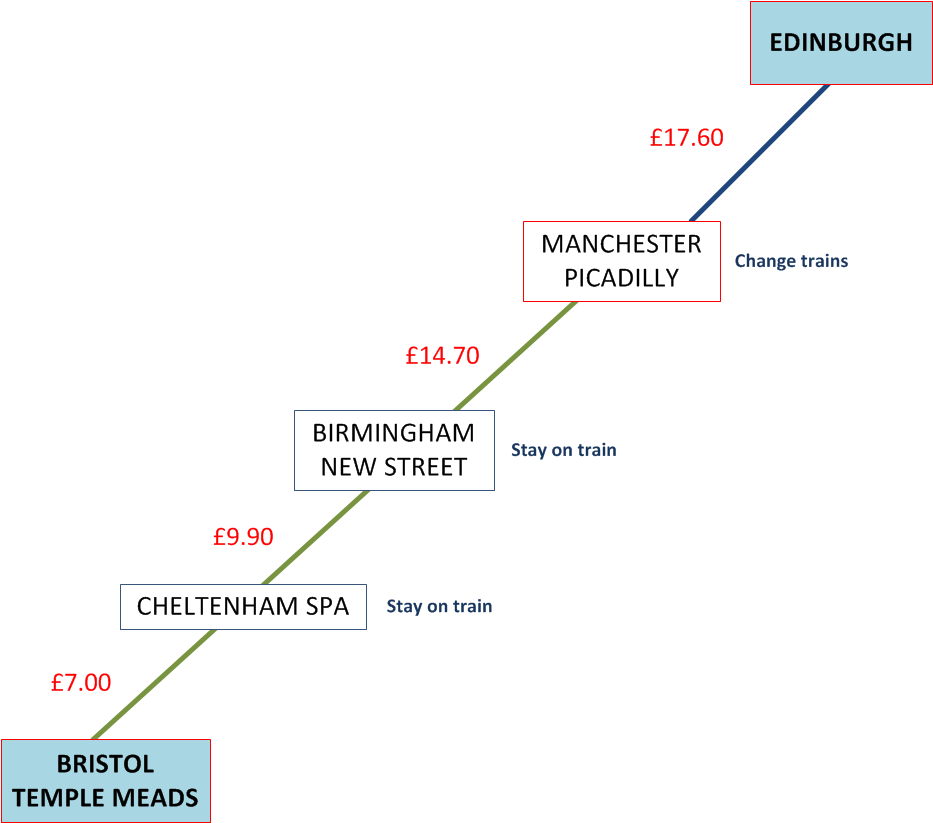 EDINBURGH
£17.60
MANCHESTER
PICADILLY
Change trains
£14.70
BIRMINGHAM
NEW STREET
Stay on train
£9.90
CHELTENHAM SPA
Stay on train
£7.00
BRISTOL
TEMPLE MEADS